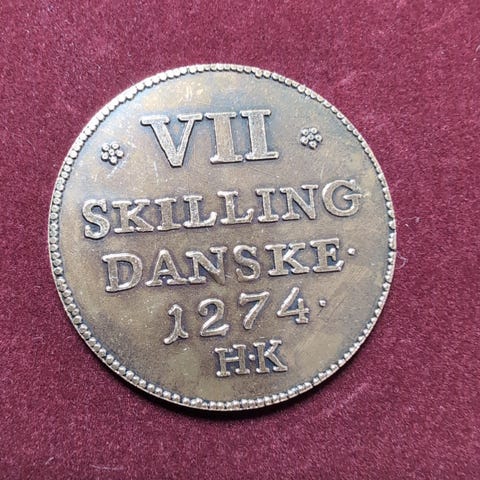 VII
SKILLING
DANSKE·
1274·
H·K